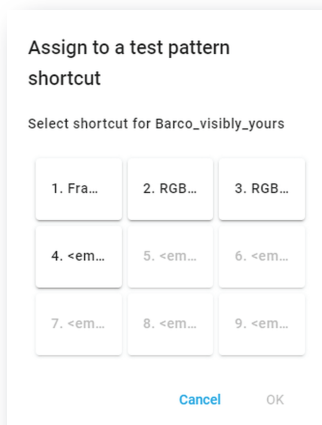 Assign to a test pattern
shortcut
Select shortcut for Barco_visibly_yours
1. Fra...
2. RGB...
3. RGB...
4. <em...
5. <em...
6. <em...
7. <em...
8. <em...
9. <em...
Cancel
OK